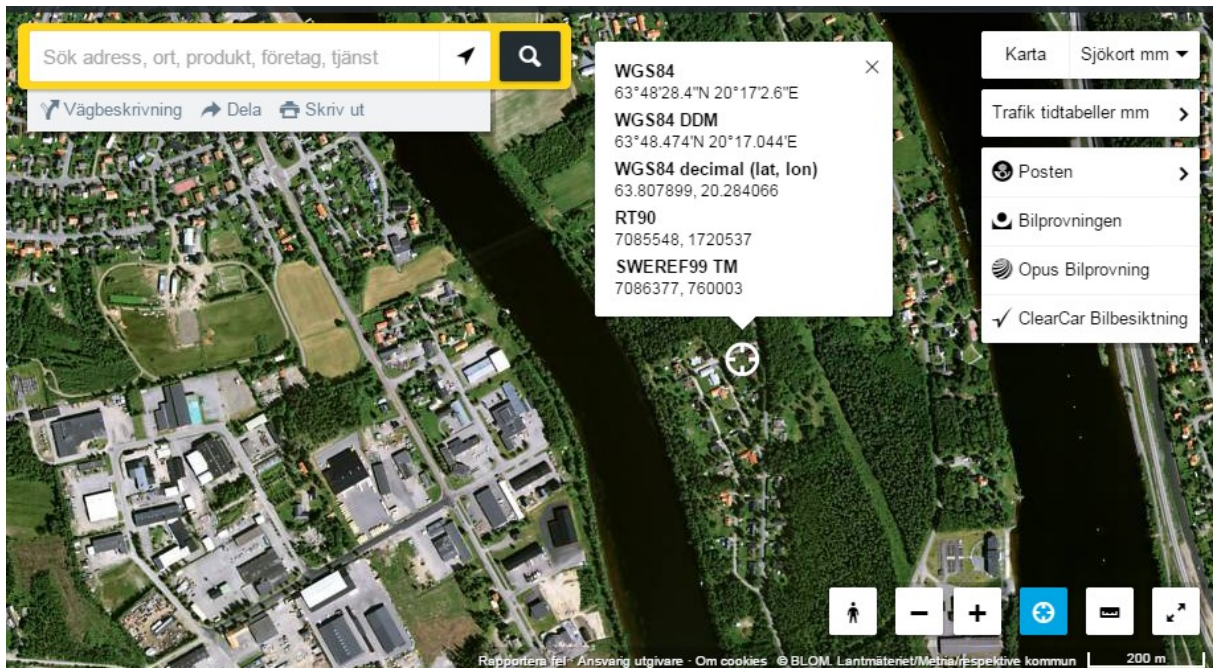 Sök adress, ort, produkt, företag, tjänst
Vägbeskrivning Dela Skriv ut
WGS84
63°48'28.4"N 20°17'2.6"E
WGS84 DDM
63°48.474'N 20°17.044'E
WGS84 decimal (lat, lon)
63.807899, 20.284066
RT90
7085548, 1720537
SWEREF99 TM
7086377, 760003
Karta Sjökort mm
Trafik tidtabeller mm
Posten
Bilprovningen
Opus Bilprovning
ClearCar Bilbesiktning
Rapportera fel · Ansvarig utgivare · Om cookies © BLOM. Lantmäteriet/Metria/respektive kommun 200 m